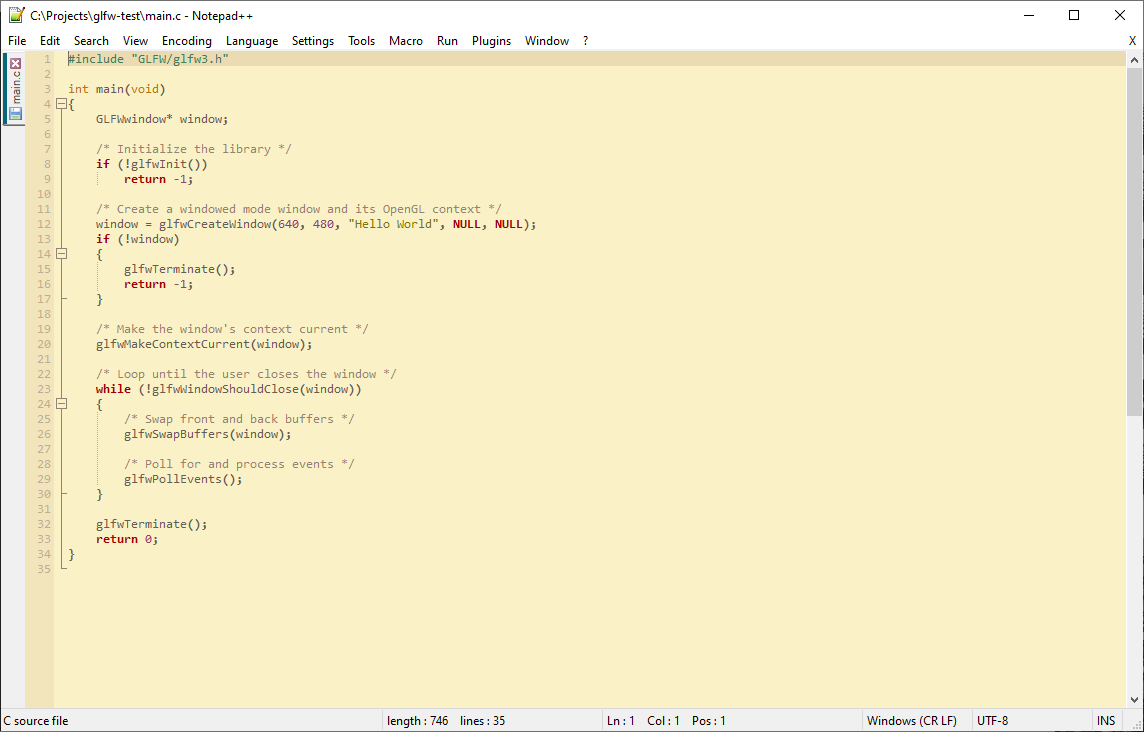 C:\Projects\glfw-test\main.c - Notepad++
File Edit Search View Encoding Language Settings Tools Macro Run Plugins Window ? X
main.c
1 #include "GLFW/glfw3.h"
2
3 int main(void)
4 {
5     GLFWwindow* window;
6
7     /* Initialize the library */
8     if (!glfwInit())
9         return -1;
10
11     /* Create a windowed mode window and its OpenGL context */
12     window = glfwCreateWindow(640, 480, "Hello World", NULL, NULL);
13     if (!window)
14     {
15         glfwTerminate();
16         return -1;
17     }
18
19     /* Make the window's context current */
20     glfwMakeContextCurrent(window);
21
22     /* Loop until the user closes the window */
23     while (!glfwWindowShouldClose(window))
24     {
25         /* Swap front and back buffers */
26         glfwSwapBuffers(window);
27
28         /* Poll for and process events */
29         glfwPollEvents();
30     }
31
32     glfwTerminate();
33     return 0;
34 }
35
C source file length : 746 lines : 35 Ln : 1 Col : 1 Pos : 1 Windows (CR LF) UTF-8 INS